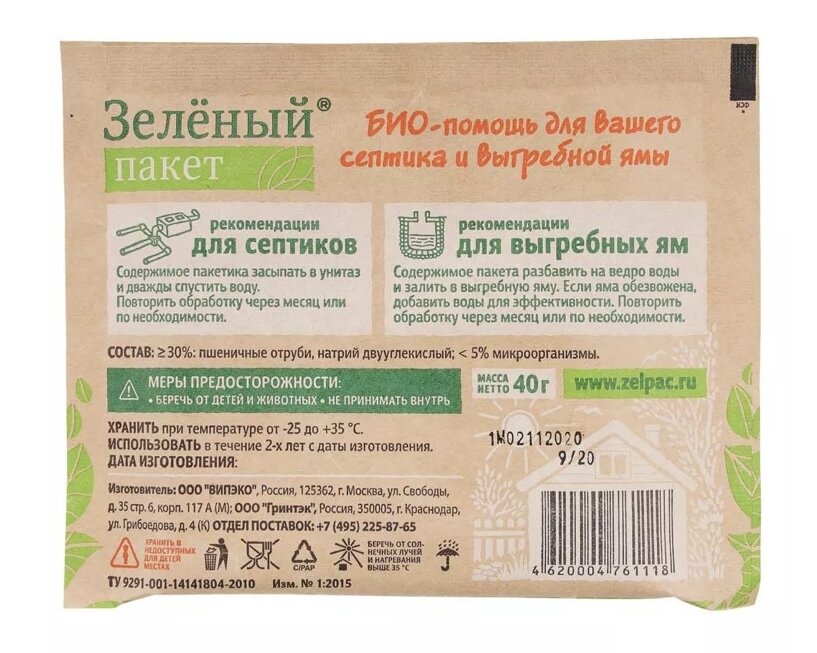 Зелёный®
пакет
БИО-помощь для вашего
септика и выгребной ямы
рекомендации
для септиков
Содержимое пакетика засыпать в унитаз
и дважды спустить воду.
Повторить обработку через месяц или
по необходимости.
рекомендации
для выгребных ям
Содержимое пакета разбавить на ведро воды
и залить в выгребную яму. Если яма обезвожена,
добавить воды для эффективности. Повторить
обработку через месяц или по необходимости.
СОСТАВ: ≥30%: пшеничные отруби, натрий двууглекислый; < 5% микроорганизмы.
МЕРЫ ПРЕДОСТОРОЖНОСТИ:
• БЕРЕЧЬ ОТ ДЕТЕЙ И ЖИВОТНЫХ • НЕ ПРИНИМАТЬ ВНУТРЬ
МАССА
НЕТТО 40 г
www.zelpac.ru
ХРАНИТЬ при температуре от -25 до +35 °С.
ИСПОЛЬЗОВАТЬ в течение 2-х лет с даты изготовления.
ДАТА ИЗГОТОВЛЕНИЯ:
1M02112020
9/20
Изготовитель: ООО "ВИПЭКО", Россия, 125362, г. Москва, ул. Свободы,
д. 35 стр. 6, корп. 117 А (М); ООО "Гринтэк", Россия, 350005, г. Краснодар,
ул. Грибоедова, д. 4 (К) ОТДЕЛ ПОСТАВОК: +7 (495) 225-87-65
ХРАНИТЬ В
НЕДОСТУПНЫХ
ДЛЯ ДЕТЕЙ
МЕСТАХ
C/PAP
БЕРЕЧЬ ОТ СОЛ-
НЕЧНЫХ ЛУЧЕЙ
И НАГРЕВАНИЯ
ВЫШЕ 35 °С
ТУ 9291-001-14141804-2010
Изм. № 1:2015
4620004761118